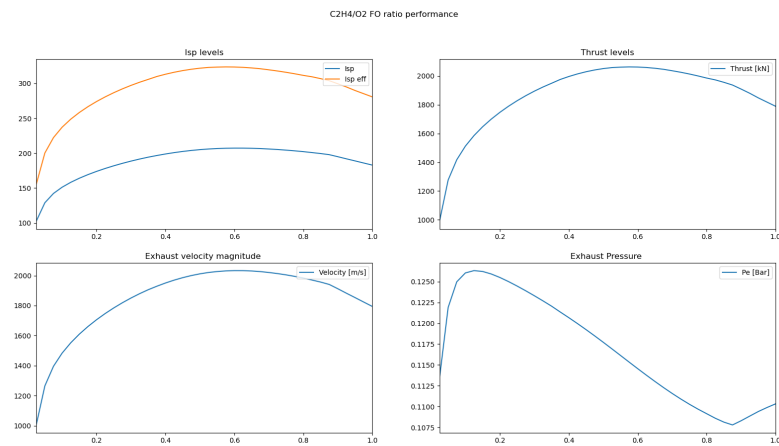 C2H4/O2 FO ratio performance
Isp levels
Isp
Isp eff
300
250
200
150
100
0.2 0.4 0.6 0.8 1.0
Thrust levels
Thrust [kN]
2000
1800
1600
1400
1200
1000
0.2 0.4 0.6 0.8 1.0
Exhaust velocity magnitude
Velocity [m/s]
2000
1800
1600
1400
1200
1000
0.2 0.4 0.6 0.8 1.0
Exhaust Pressure
Pe [Bar]
0.1250
0.1225
0.1200
0.1175
0.1150
0.1125
0.1100
0.1075
0.2 0.4 0.6 0.8 1.0